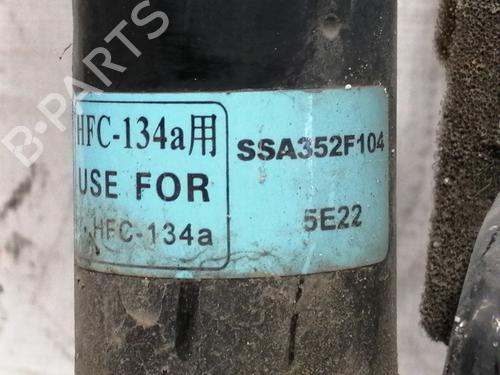 HFC-134a用
USE FOR
HFC-134a
SSA352F104
5E22
B-PARTS